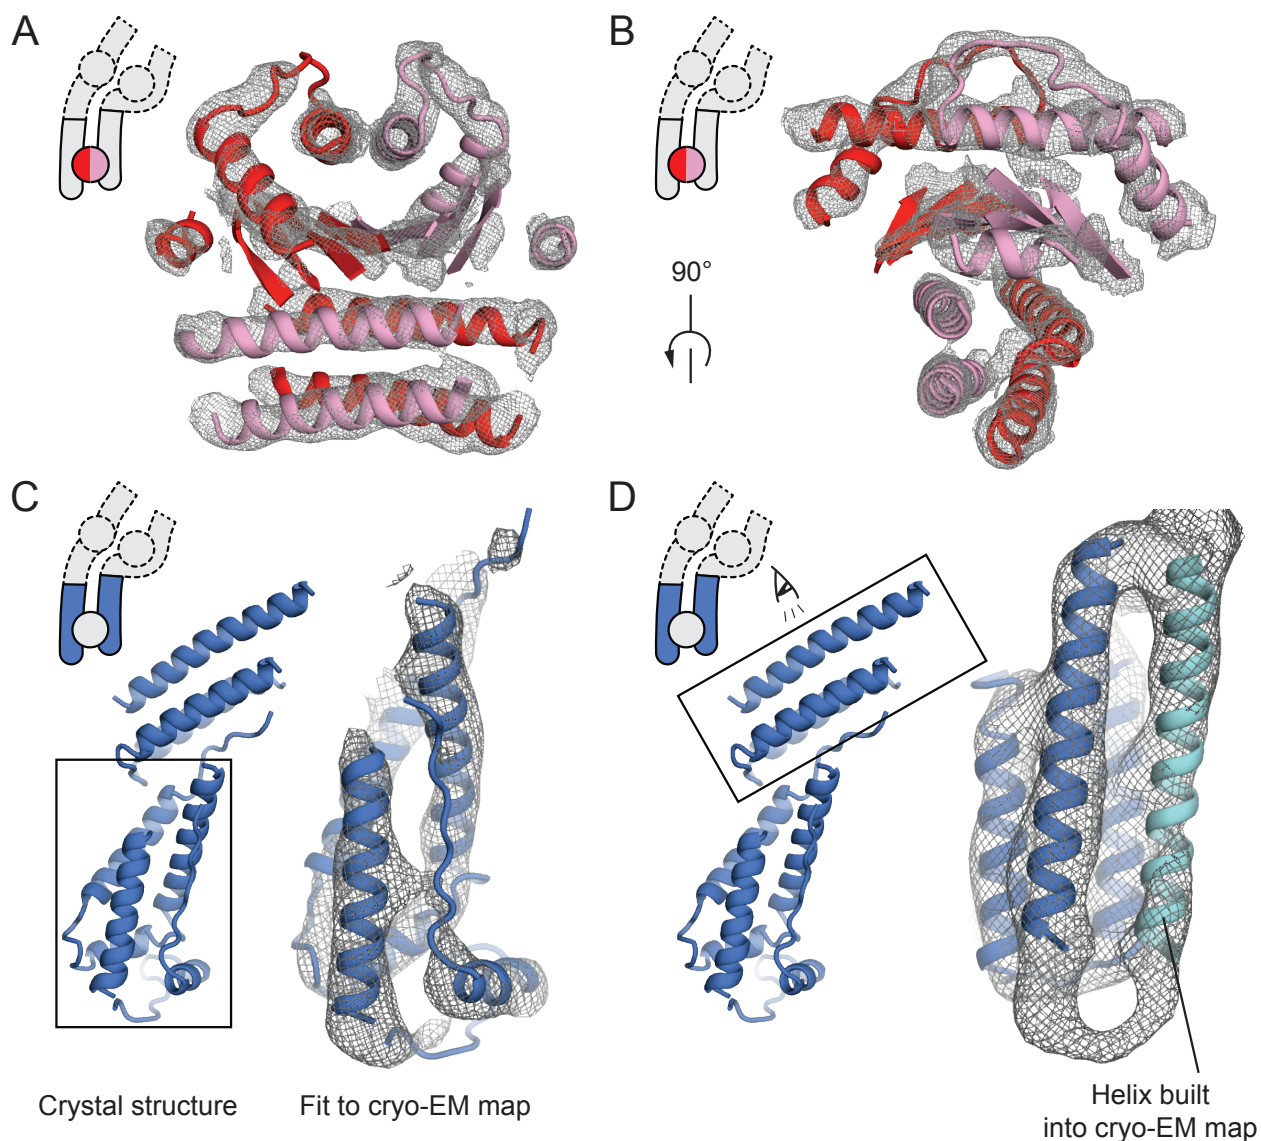 A
B
90°
C
D
Crystal structure
Fit to cryo-EM map
Helix built
into cryo-EM map